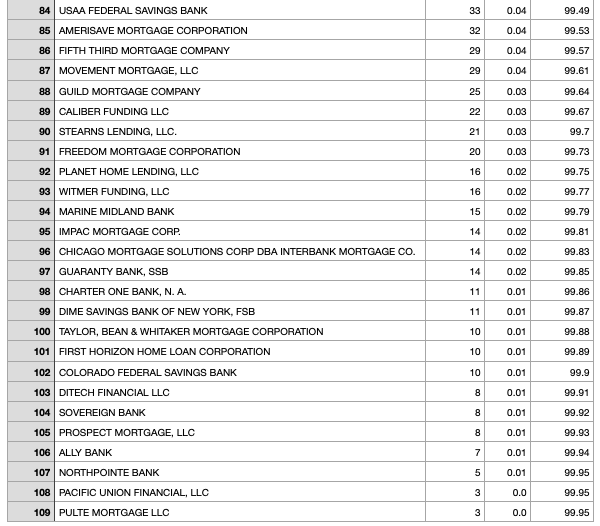 84 USAA FEDERAL SAVINGS BANK 33 0.04 99.49
85 AMERISAVE MORTGAGE CORPORATION 32 0.04 99.53
86 FIFTH THIRD MORTGAGE COMPANY 29 0.04 99.57
87 MOVEMENT MORTGAGE, LLC 29 0.04 99.61
88 GUILD MORTGAGE COMPANY 25 0.03 99.64
89 CALIBER FUNDING LLC 22 0.03 99.67
90 STEARNS LENDING, LLC. 21 0.03 99.7
91 FREEDOM MORTGAGE CORPORATION 20 0.03 99.73
92 PLANET HOME LENDING, LLC 16 0.02 99.75
93 WITMER FUNDING, LLC 16 0.02 99.77
94 MARINE MIDLAND BANK 15 0.02 99.79
95 IMPAC MORTGAGE CORP. 14 0.02 99.81
96 CHICAGO MORTGAGE SOLUTIONS CORP DBA INTERBANK MORTGAGE CO. 14 0.02 99.83
97 GUARANTY BANK, SSB 14 0.02 99.85
98 CHARTER ONE BANK, N. A. 11 0.01 99.86
99 DIME SAVINGS BANK OF NEW YORK, FSB 11 0.01 99.87
100 TAYLOR, BEAN & WHITAKER MORTGAGE CORPORATION 10 0.01 99.88
101 FIRST HORIZON HOME LOAN CORPORATION 10 0.01 99.89
102 COLORADO FEDERAL SAVINGS BANK 10 0.01 99.9
103 DITECH FINANCIAL LLC 8 0.01 99.91
104 SOVEREIGN BANK 8 0.01 99.92
105 PROSPECT MORTGAGE, LLC 8 0.01 99.93
106 ALLY BANK 7 0.01 99.94
107 NORTHPOINTE BANK 5 0.01 99.95
108 PACIFIC UNION FINANCIAL, LLC 3 0.0 99.95
109 PULTE MORTGAGE LLC 3 0.0 99.95